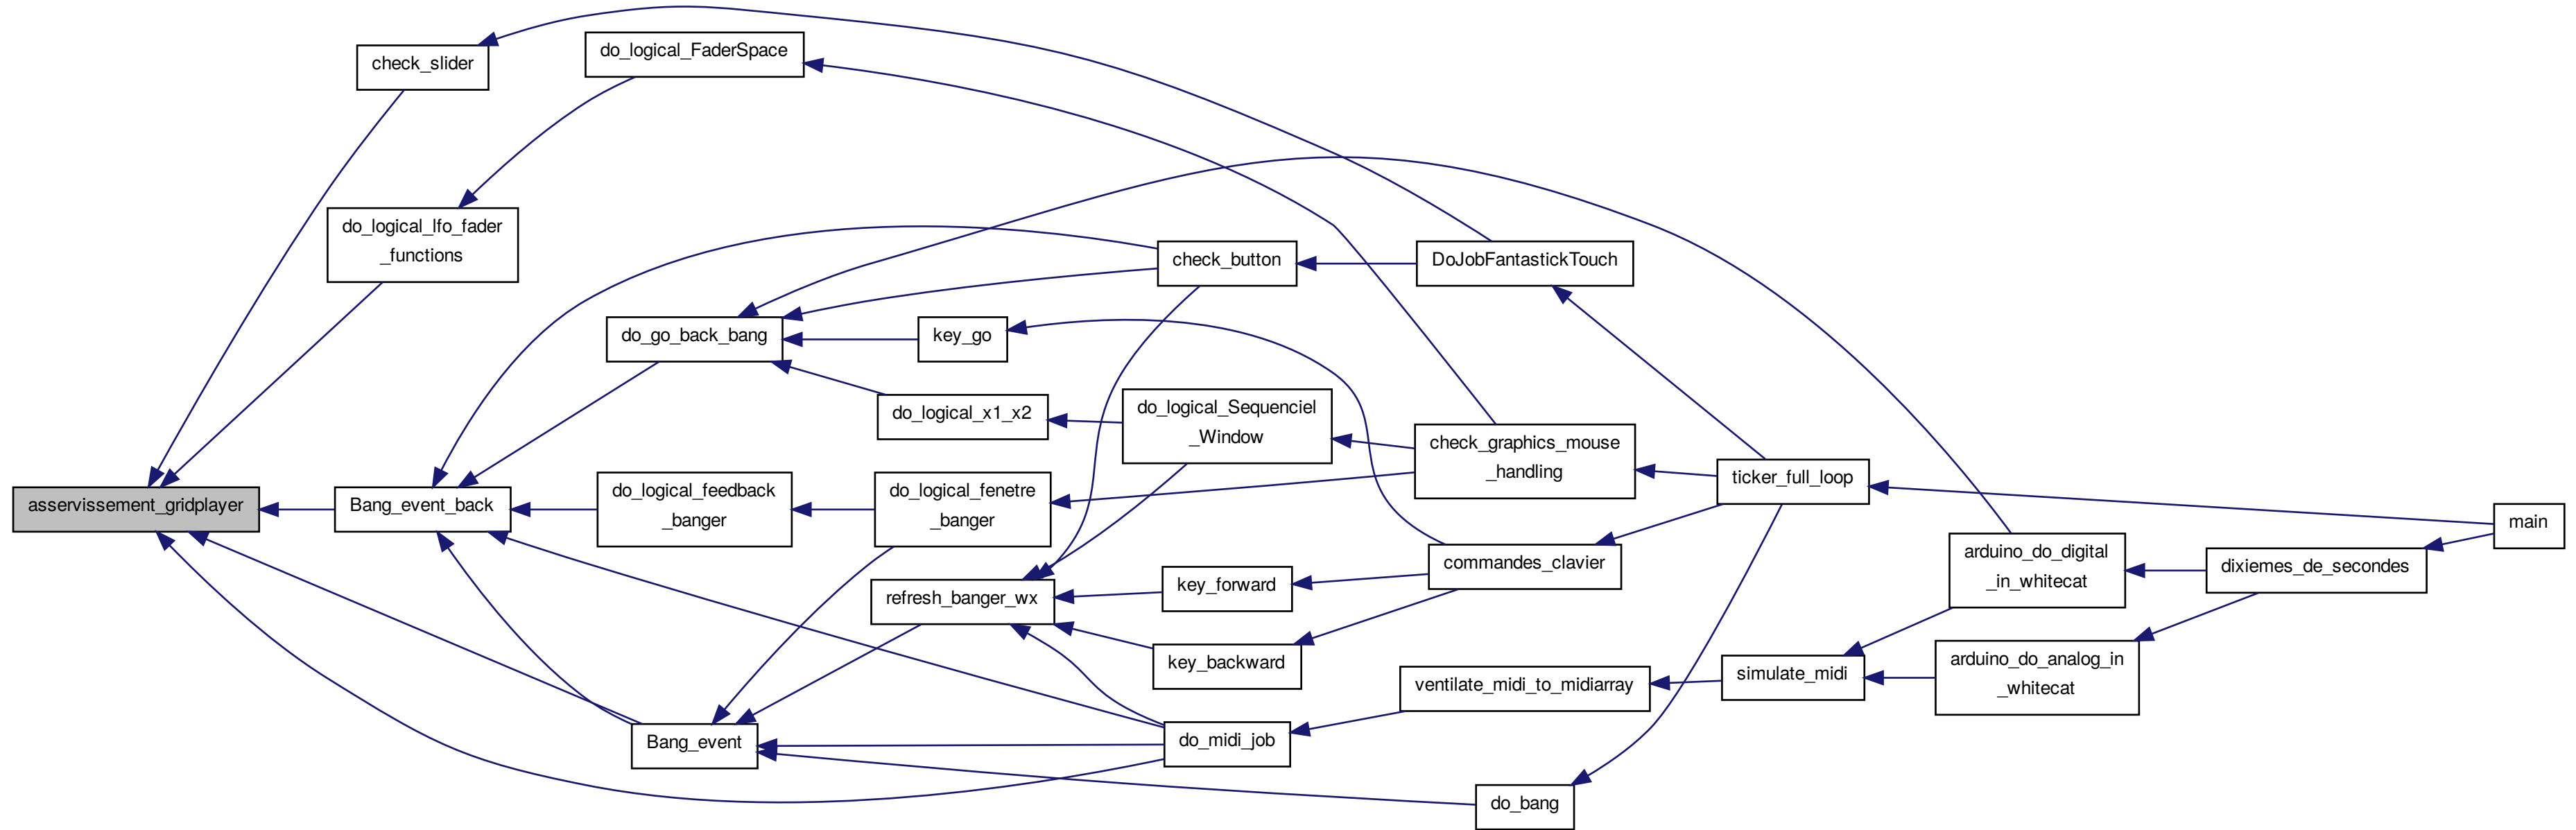 check_slider
do_logical_FaderSpace
do_logical_lfo_fader
_functions
check_button
DoJobFantastickTouch
do_go_back_bang
key_go
do_logical_x1_x2
do_logical_Sequenciel
_Window
check_graphics_mouse
_handling
ticker_full_loop
asservissement_gridplayer
Bang_event_back
do_logical_feedback
_banger
do_logical_fenetre
_banger
main
commandes_clavier
arduino_do_digital
_in_whitecat
dixiemes_de_secondes
refresh_banger_wx
key_forward
key_backward
ventilate_midi_to_midiarray
simulate_midi
arduino_do_analog_in
_whitecat
Bang_event
do_midi_job
do_bang